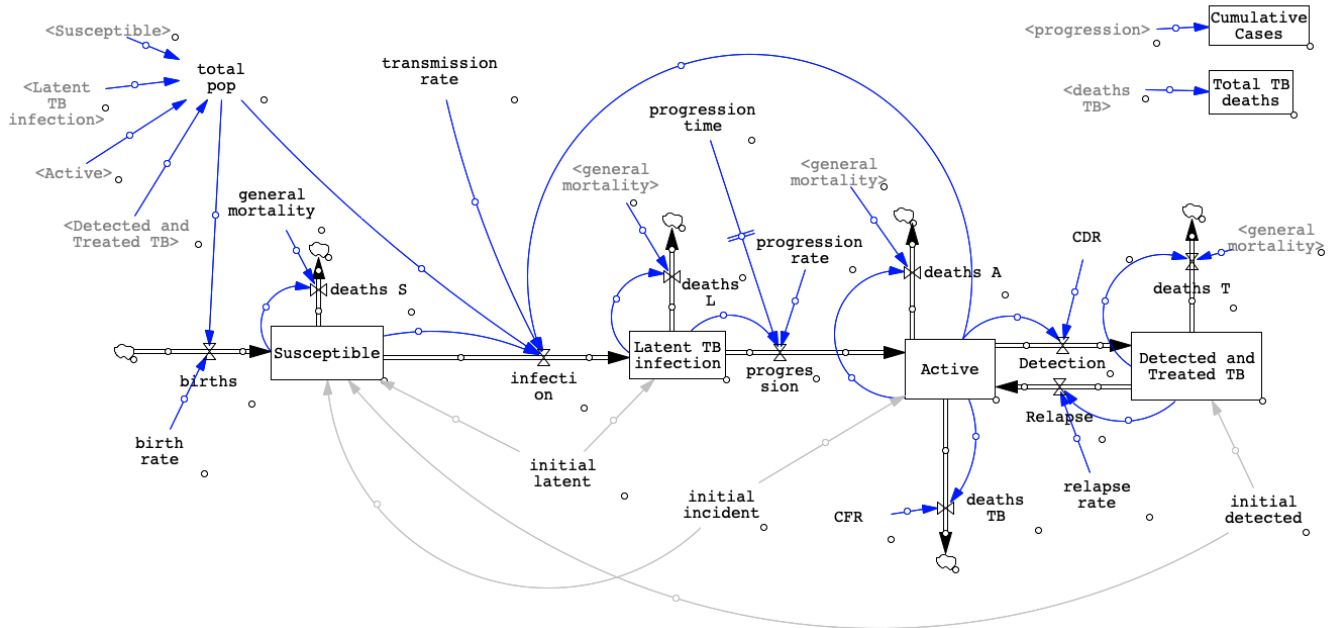 <Susceptible>
total
pop
<Latent
TB
infection>
<Active>
<Detected and
Treated TB>
transmission
rate
<progression>
Cumulative
Cases
<deaths
TB>
Total TB
deaths
progression
time
<general
mortality>
<general
mortality>
general
mortality
progression
rate
CDR
<general
mortality>
deaths S
deaths
L
deaths A
deaths T
Susceptible
Latent TB
infection
Active
Detected and
Treated TB
births
infecti
on
progres
sion
Detection
Relapse
birth
rate
initial
latent
initial
incident
CFR
deaths
TB
relapse
rate
initial
detected